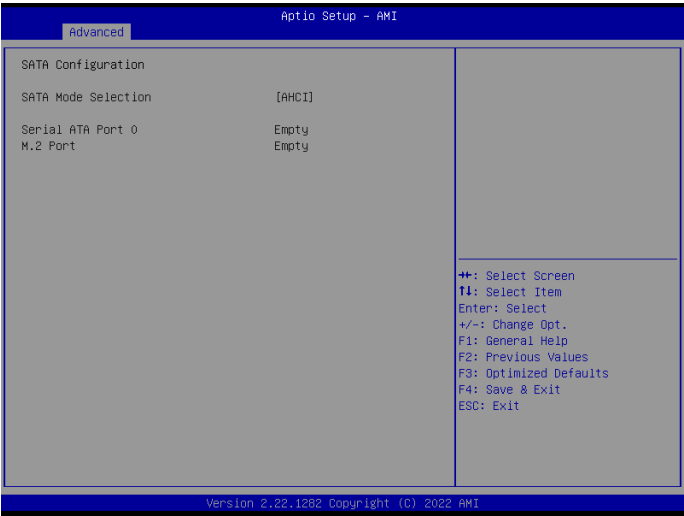 Aptio Setup – AMI
Advanced
SATA Configuration
SATA Mode Selection [AHCI]
Serial ATA Port 0 Empty
M.2 Port Empty
→←: Select Screen
↑↓: Select Item
Enter: Select
+/-: Change Opt.
F1: General Help
F2: Previous Values
F3: Optimized Defaults
F4: Save & Exit
ESC: Exit
Version 2.22.1282 Copyright (C) 2022 AMI